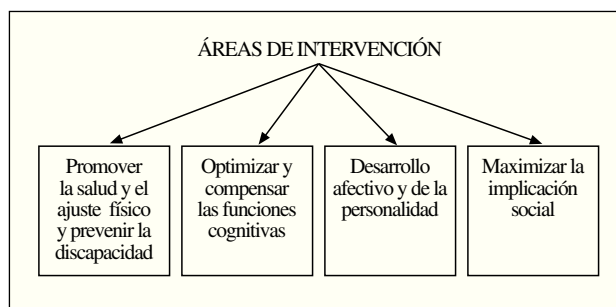 ÁREAS DE INTERVENCIÓN
Promover
la salud y el
ajuste físico
y prevenir la
discapacidad
Optimizar y
compensar
las funciones
cognitivas
Desarrollo
afectivo y de la
personalidad
Maximizar la
implicación
social